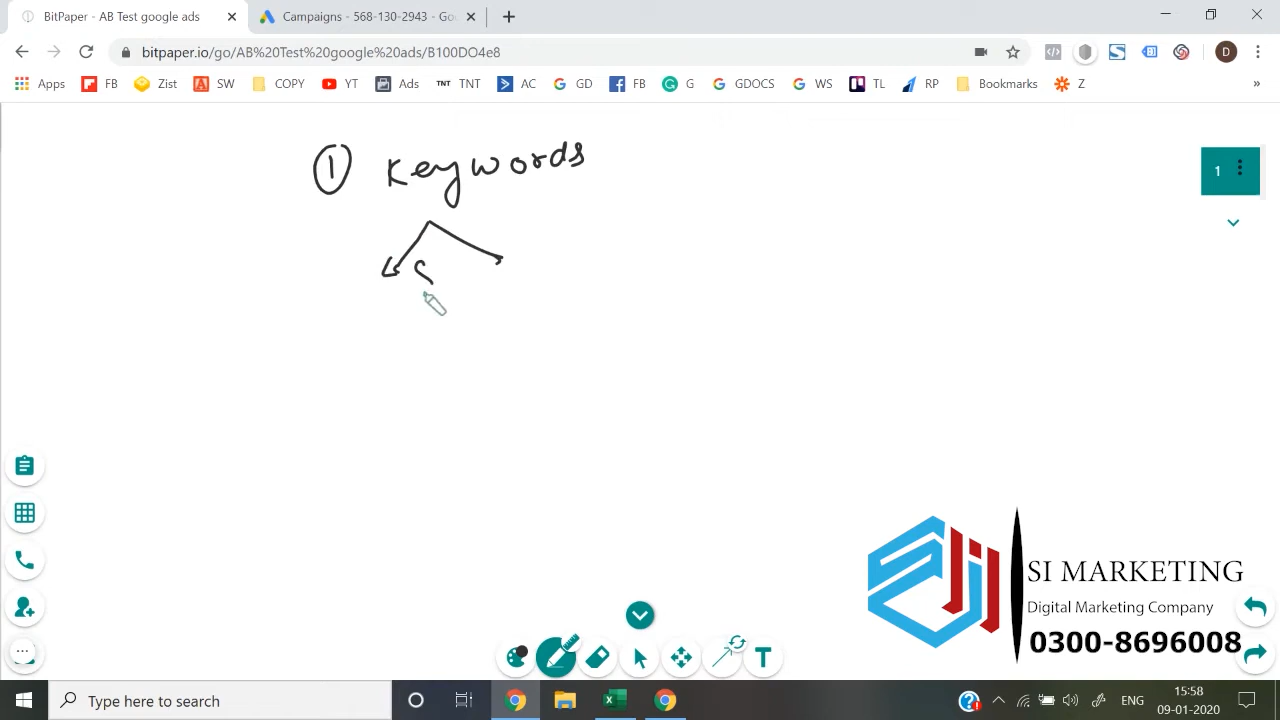 BitPaper - AB Test google ads
Campaigns - 568-130-2943 - Go
bitpaper.io/go/AB%20Test%20google%20ads/B100DO4e8
D
Apps FB Zist SW COPY YT Ads TNT TNT AC GD FB G GDOCS WS TL RP Bookmarks Z »
① Keywords
S
1
SI MARKETING
Digital Marketing Company
0300-8696008
T
Type here to search
ENG
15:58
09-01-2020